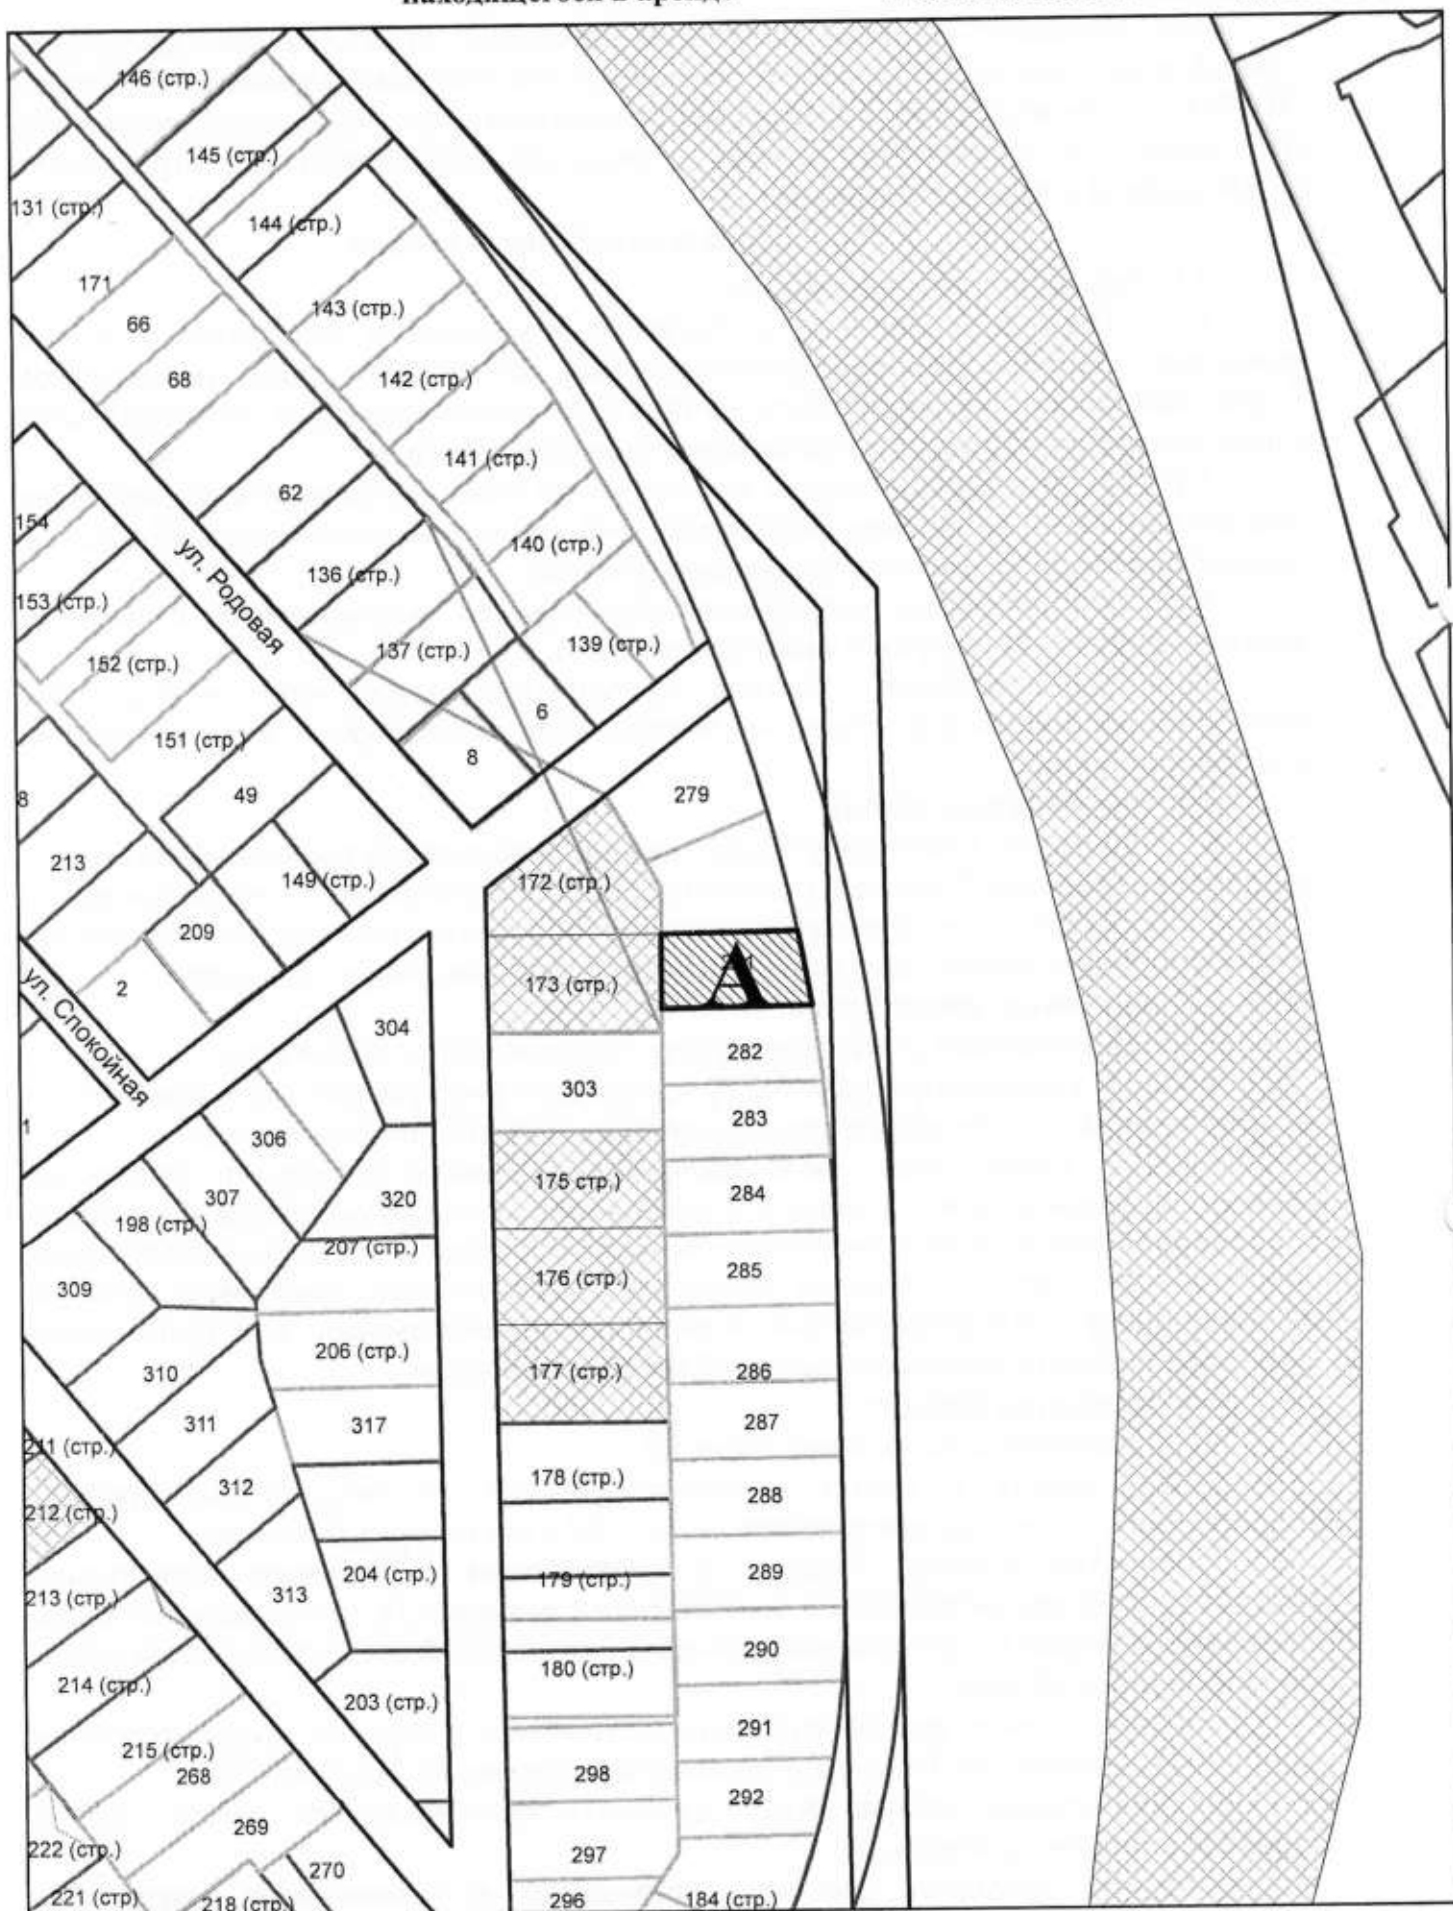 146 (стр.)
145 (стр.)
131 (стр.)
144 (стр.)
171
143 (стр.)
66
68
142 (стр.)
141 (стр.)
62
154
140 (стр.)
ул. Родовая
136 (стр.)
153 (стр.)
139 (стр.)
137 (стр.)
152 (стр.)
6
151 (стр.)
8
49
279
8
213
149 (стр.)
172 (стр.)
209
A
173 (стр.)
2
ул. Спокойная
304
282
303
283
1
306
175 стр.)
307
320
284
198 (стр.)
207 (стр.)
285
176 (стр.)
309
206 (стр.)
310
177 (стр.)
286
311
317
287
211 (стр.)
178 (стр.)
312
288
212 (стр.)
204 (стр.)
179 (стр.)
289
313
213 (стр.)
290
180 (стр.)
214 (стр.)
203 (стр.)
291
215 (стр.)
268
298
292
269
222 (стр.)
297
270
221 (стр)
218 (стр.)
296
184 (стр.)